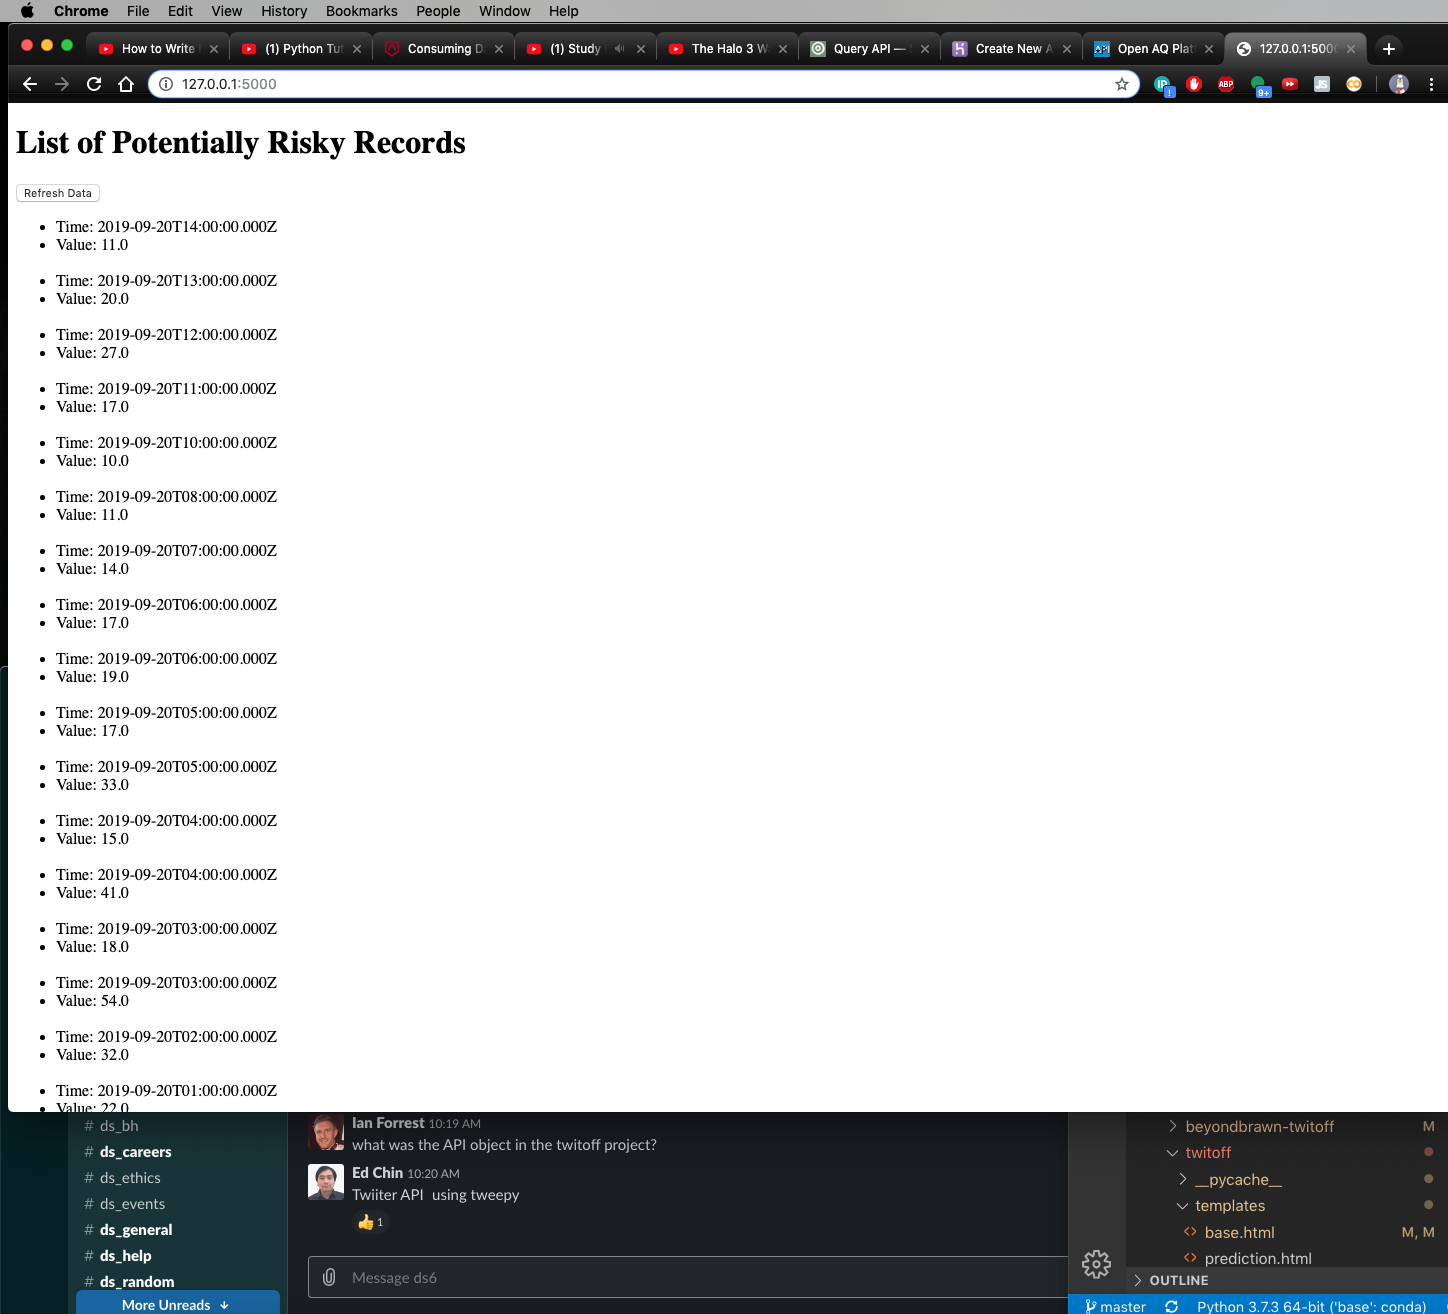 Chrome File Edit View History Bookmarks People Window Help
How to Write (1) Python Tut Consuming D (1) Study The Halo 3 W Query API — Create New A Open AQ Plat 127.0.0.1:5000
127.0.0.1:5000
ABP 9+ JS
List of Potentially Risky Records
Refresh Data
Time: 2019-09-20T14:00:00.000Z
Value: 11.0
Time: 2019-09-20T13:00:00.000Z
Value: 20.0
Time: 2019-09-20T12:00:00.000Z
Value: 27.0
Time: 2019-09-20T11:00:00.000Z
Value: 17.0
Time: 2019-09-20T10:00:00.000Z
Value: 10.0
Time: 2019-09-20T08:00:00.000Z
Value: 11.0
Time: 2019-09-20T07:00:00.000Z
Value: 14.0
Time: 2019-09-20T06:00:00.000Z
Value: 17.0
Time: 2019-09-20T06:00:00.000Z
Value: 19.0
Time: 2019-09-20T05:00:00.000Z
Value: 17.0
Time: 2019-09-20T05:00:00.000Z
Value: 33.0
Time: 2019-09-20T04:00:00.000Z
Value: 15.0
Time: 2019-09-20T04:00:00.000Z
Value: 41.0
Time: 2019-09-20T03:00:00.000Z
Value: 18.0
Time: 2019-09-20T03:00:00.000Z
Value: 54.0
Time: 2019-09-20T02:00:00.000Z
Value: 32.0
Time: 2019-09-20T01:00:00.000Z
Value: 22.0
# ds_bh
# ds_careers
# ds_ethics
# ds_events
# ds_general
# ds_help
# ds_random
More Unreads ↓
Ian Forrest 10:19 AM
what was the API object in the twitoff project?
Ed Chin 10:20 AM
Twiiter API using tweepy
👍 1
Message ds6
beyondbrawn-twitoff M
twitoff
__pycache__
templates
base.html M, M
prediction.html
OUTLINE
master Python 3.7.3 64-bit ('base': conda)